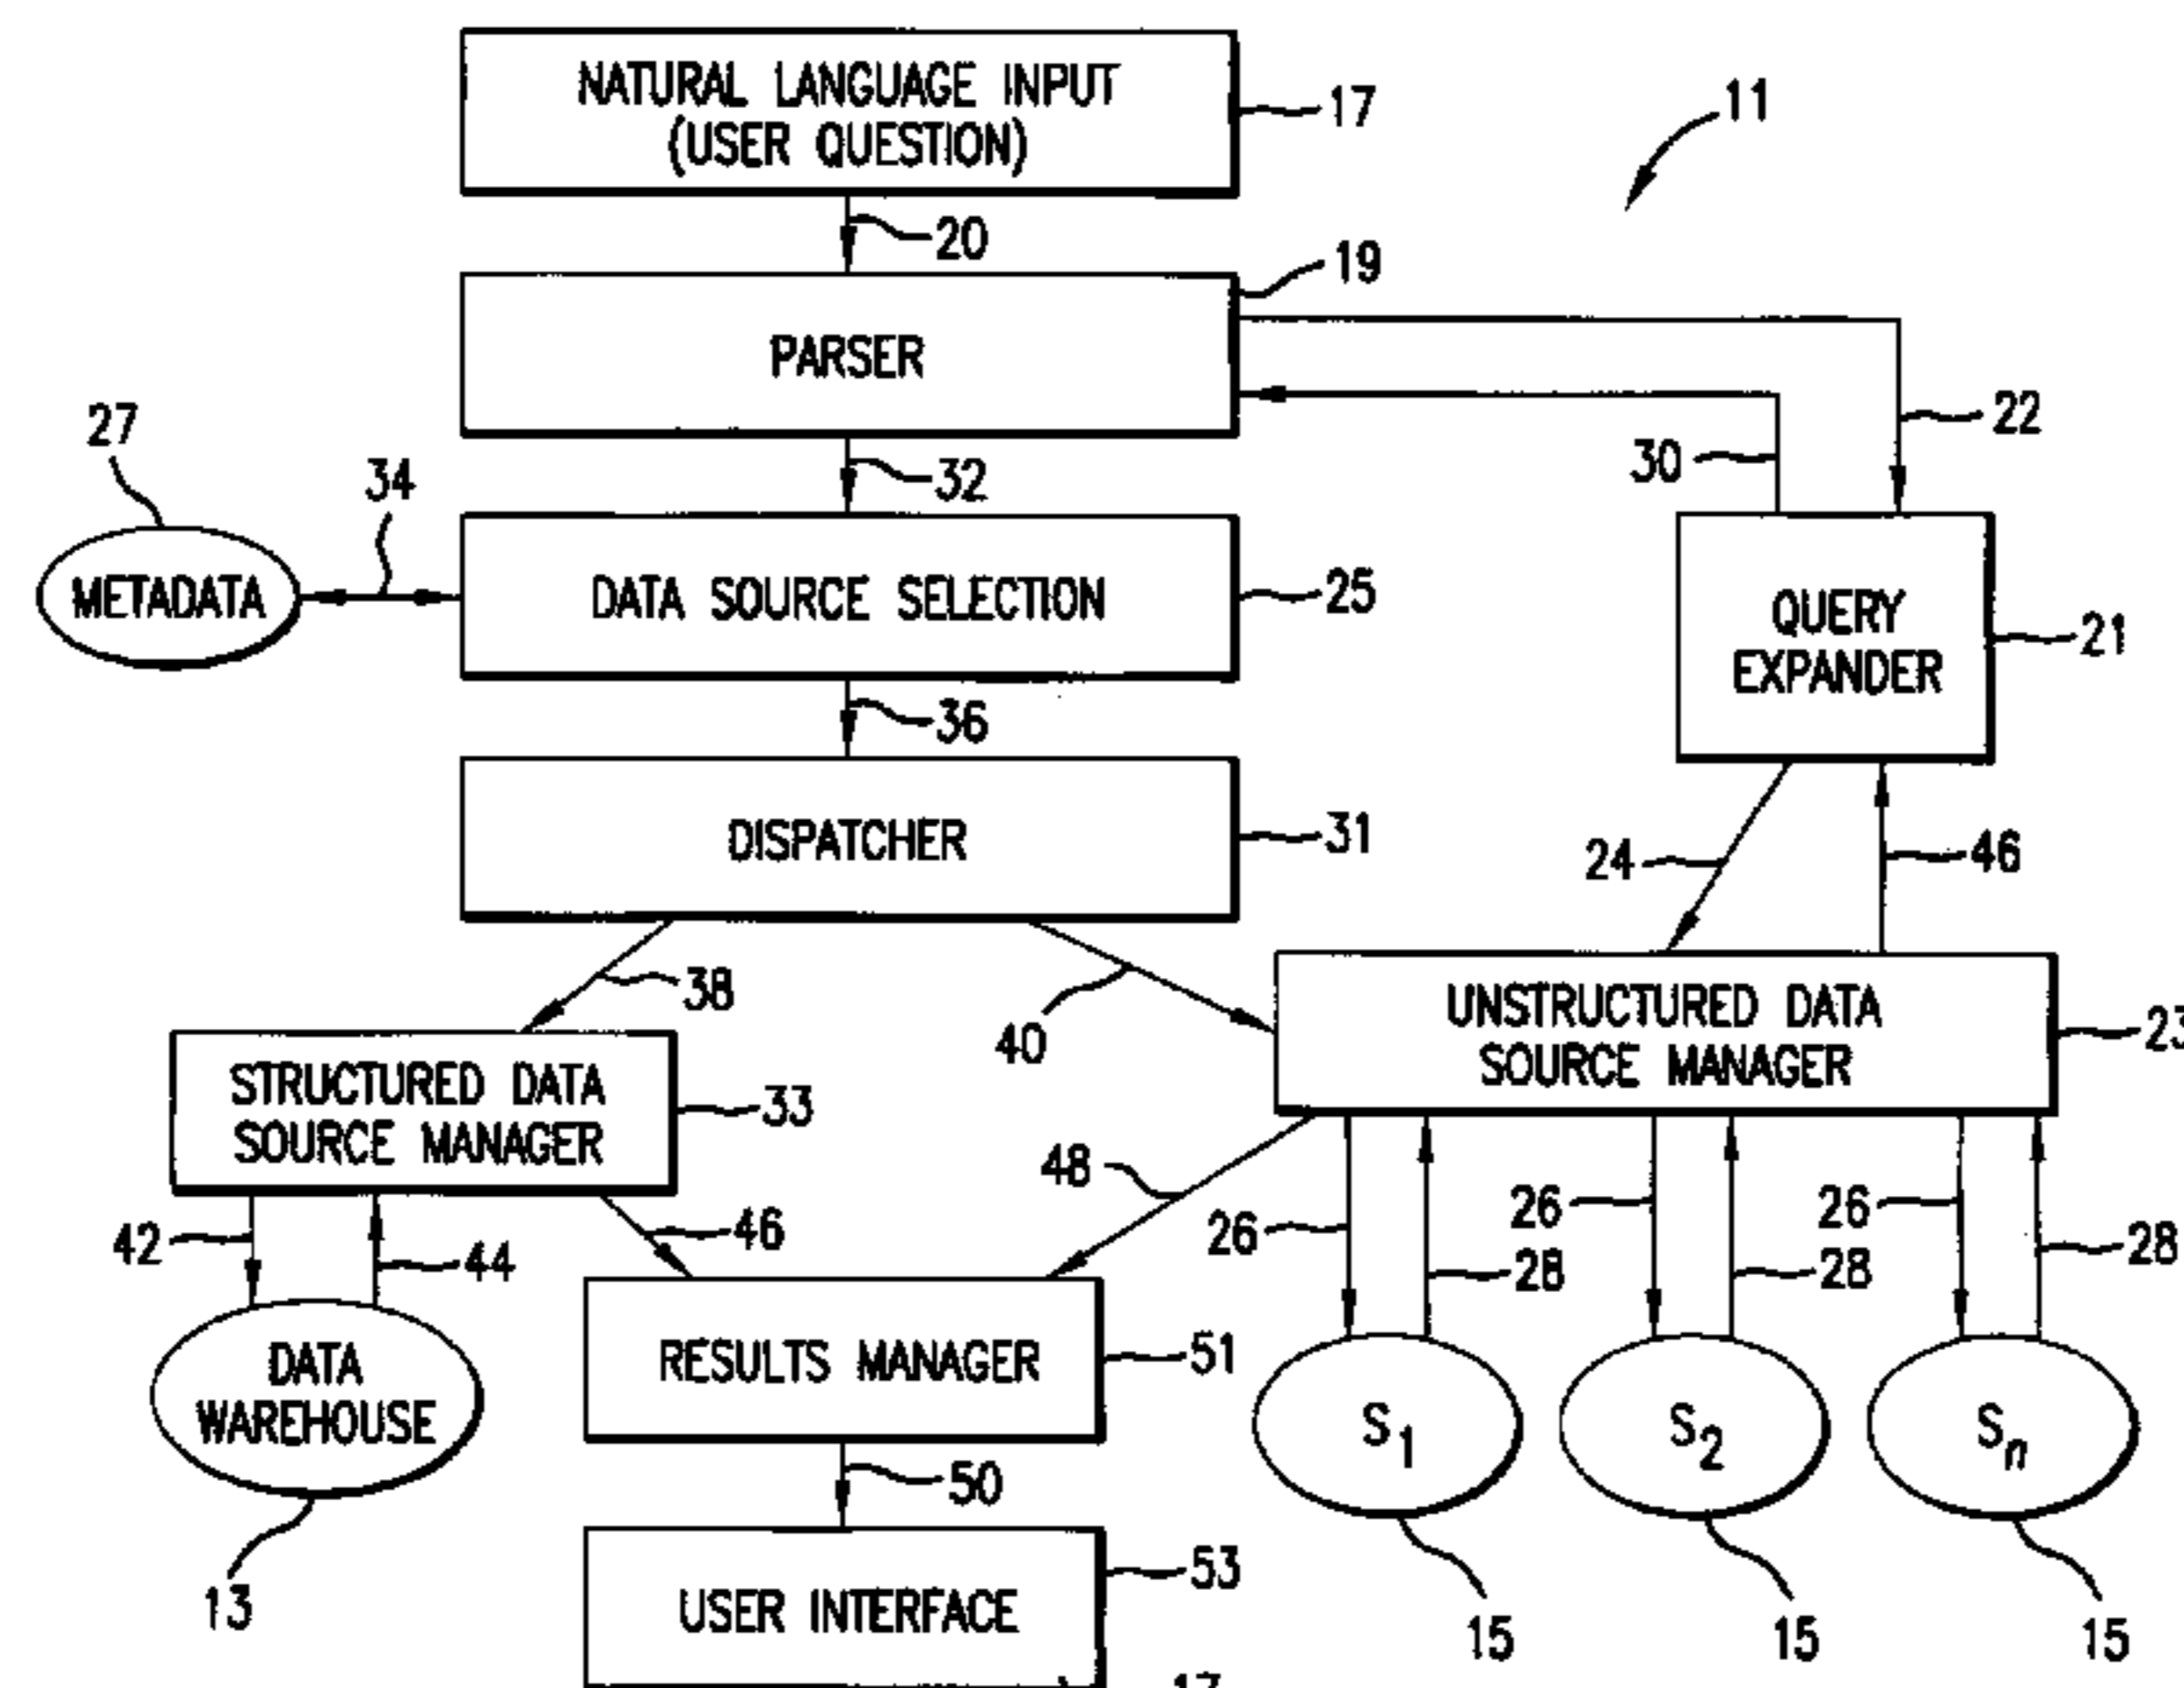 NATURAL LANGUAGE INPUT
(USER QUESTION)
17
11
20
19
PARSER
22
30
27
34
32
METADATA
DATA SOURCE SELECTION
25
QUERY
EXPANDER
21
36
DISPATCHER
31
24
46
38
40
UNSTRUCTURED DATA
SOURCE MANAGER
23
STRUCTURED DATA
SOURCE MANAGER
33
48
42
44
46
26
28
26
28
26
28
DATA
WAREHOUSE
RESULTS MANAGER
51
S1
S2
Sn
50
13
USER INTERFACE
53
15
15
15